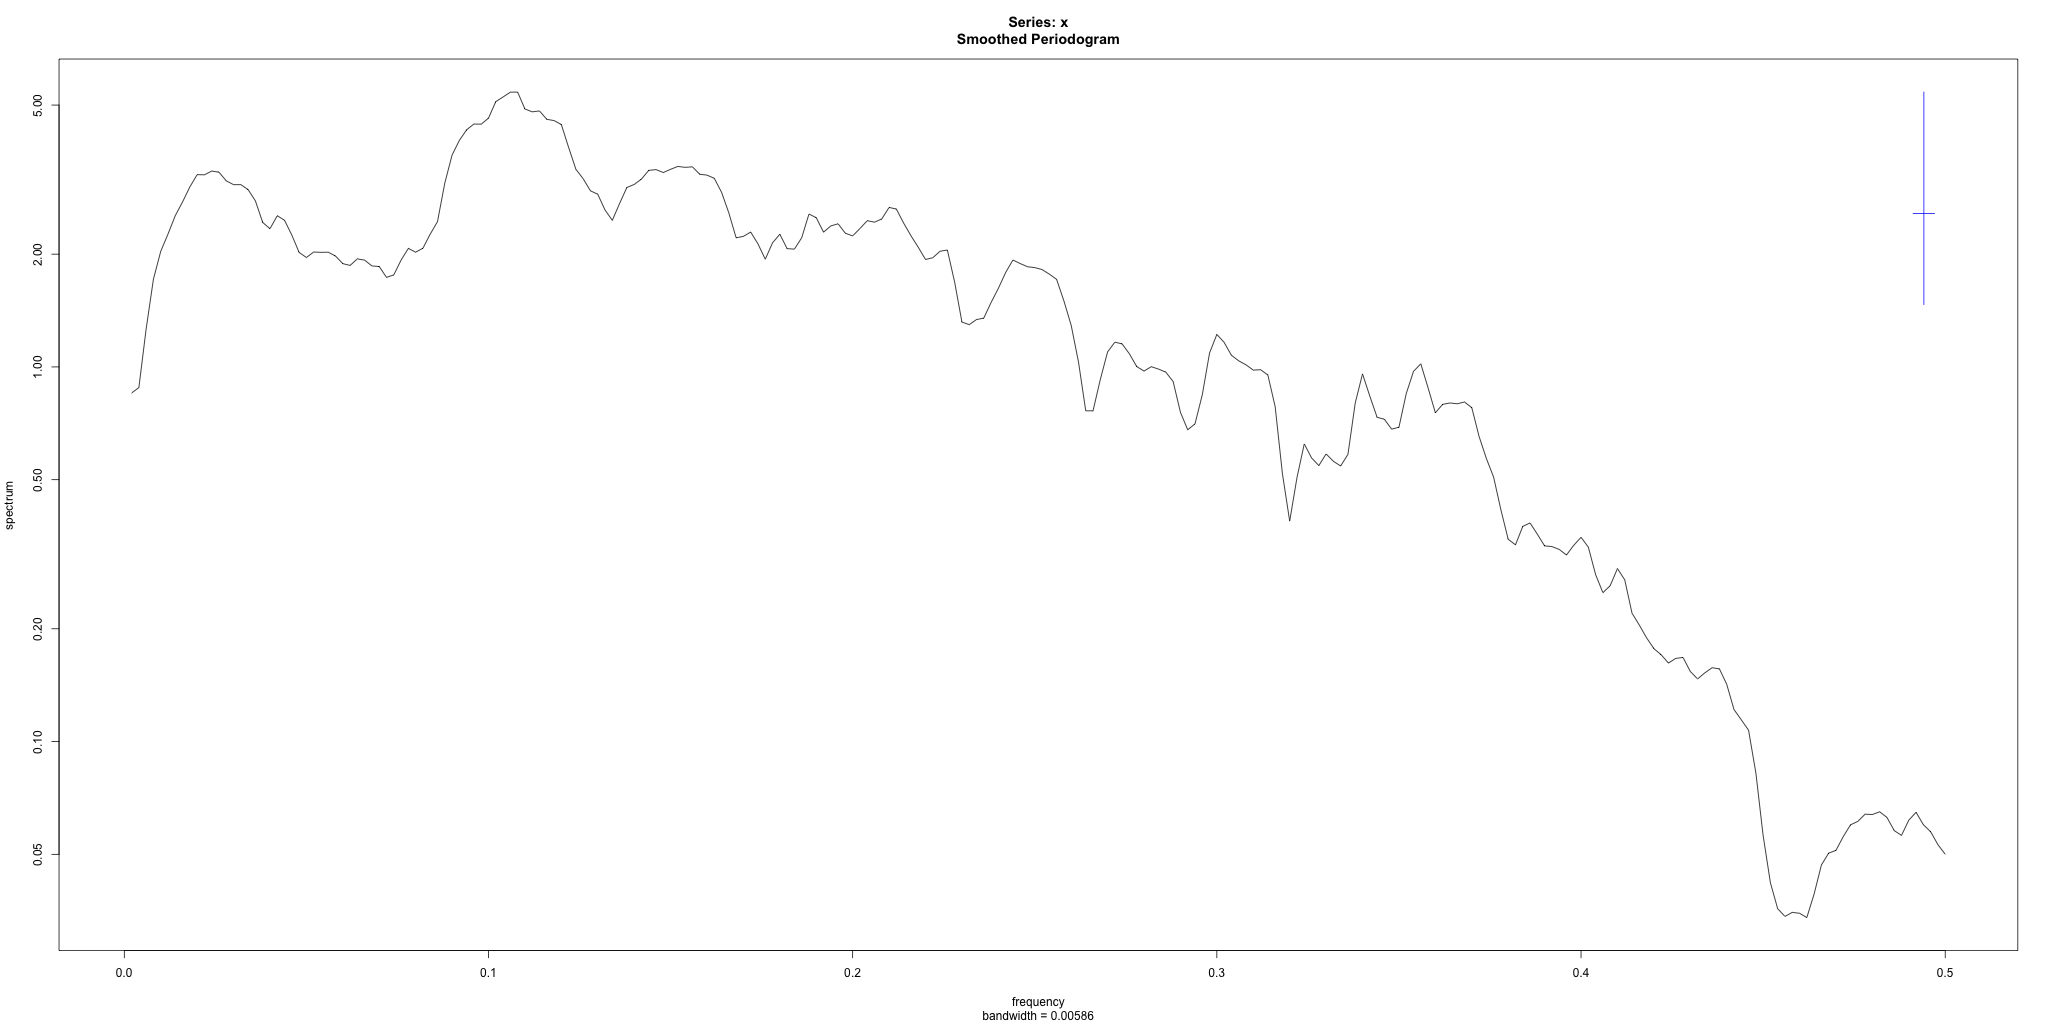 Series: x
Smoothed Periodogram
spectrum
5.00
2.00
1.00
0.50
0.20
0.10
0.05
0.0 0.1 0.2 0.3 0.4 0.5
frequency
bandwidth = 0.00586